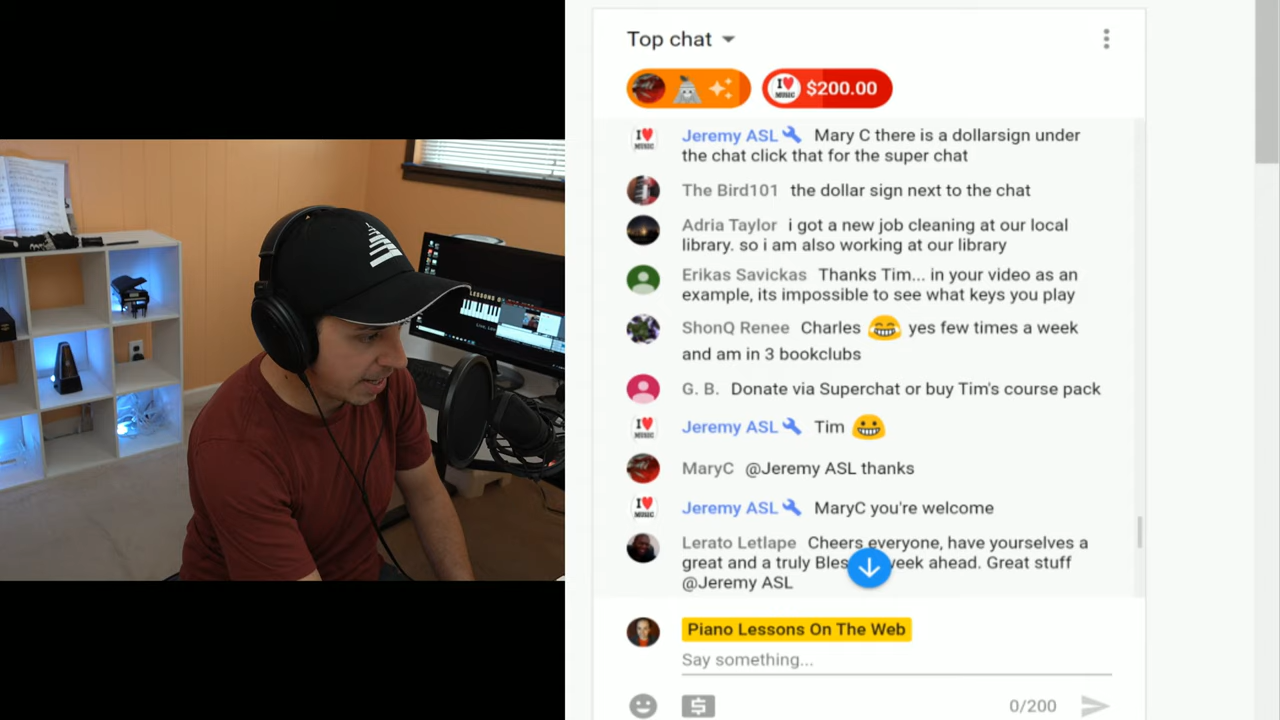 Top chat
I MUSIC $200.00
I MUSIC Jeremy ASL Mary C there is a dollarsign under
the chat click that for the super chat
The Bird101 the dollar sign next to the chat
Adria Taylor i got a new job cleaning at our local
library. so i am also working at our library
Erikas Savickas Thanks Tim... in your video as an
example, its impossible to see what keys you play
ShonQ Renee Charles 😂 yes few times a week
and am in 3 bookclubs
G. B. Donate via Superchat or buy Tim's course pack
I MUSIC Jeremy ASL Tim 😁
MaryC @Jeremy ASL thanks
I MUSIC Jeremy ASL MaryC you're welcome
Lerato Letlape Cheers everyone, have yourselves a
great and a truly Bles week ahead. Great stuff
@Jeremy ASL
Piano Lessons On The Web
Say something...
$ 0/200
LESSONS